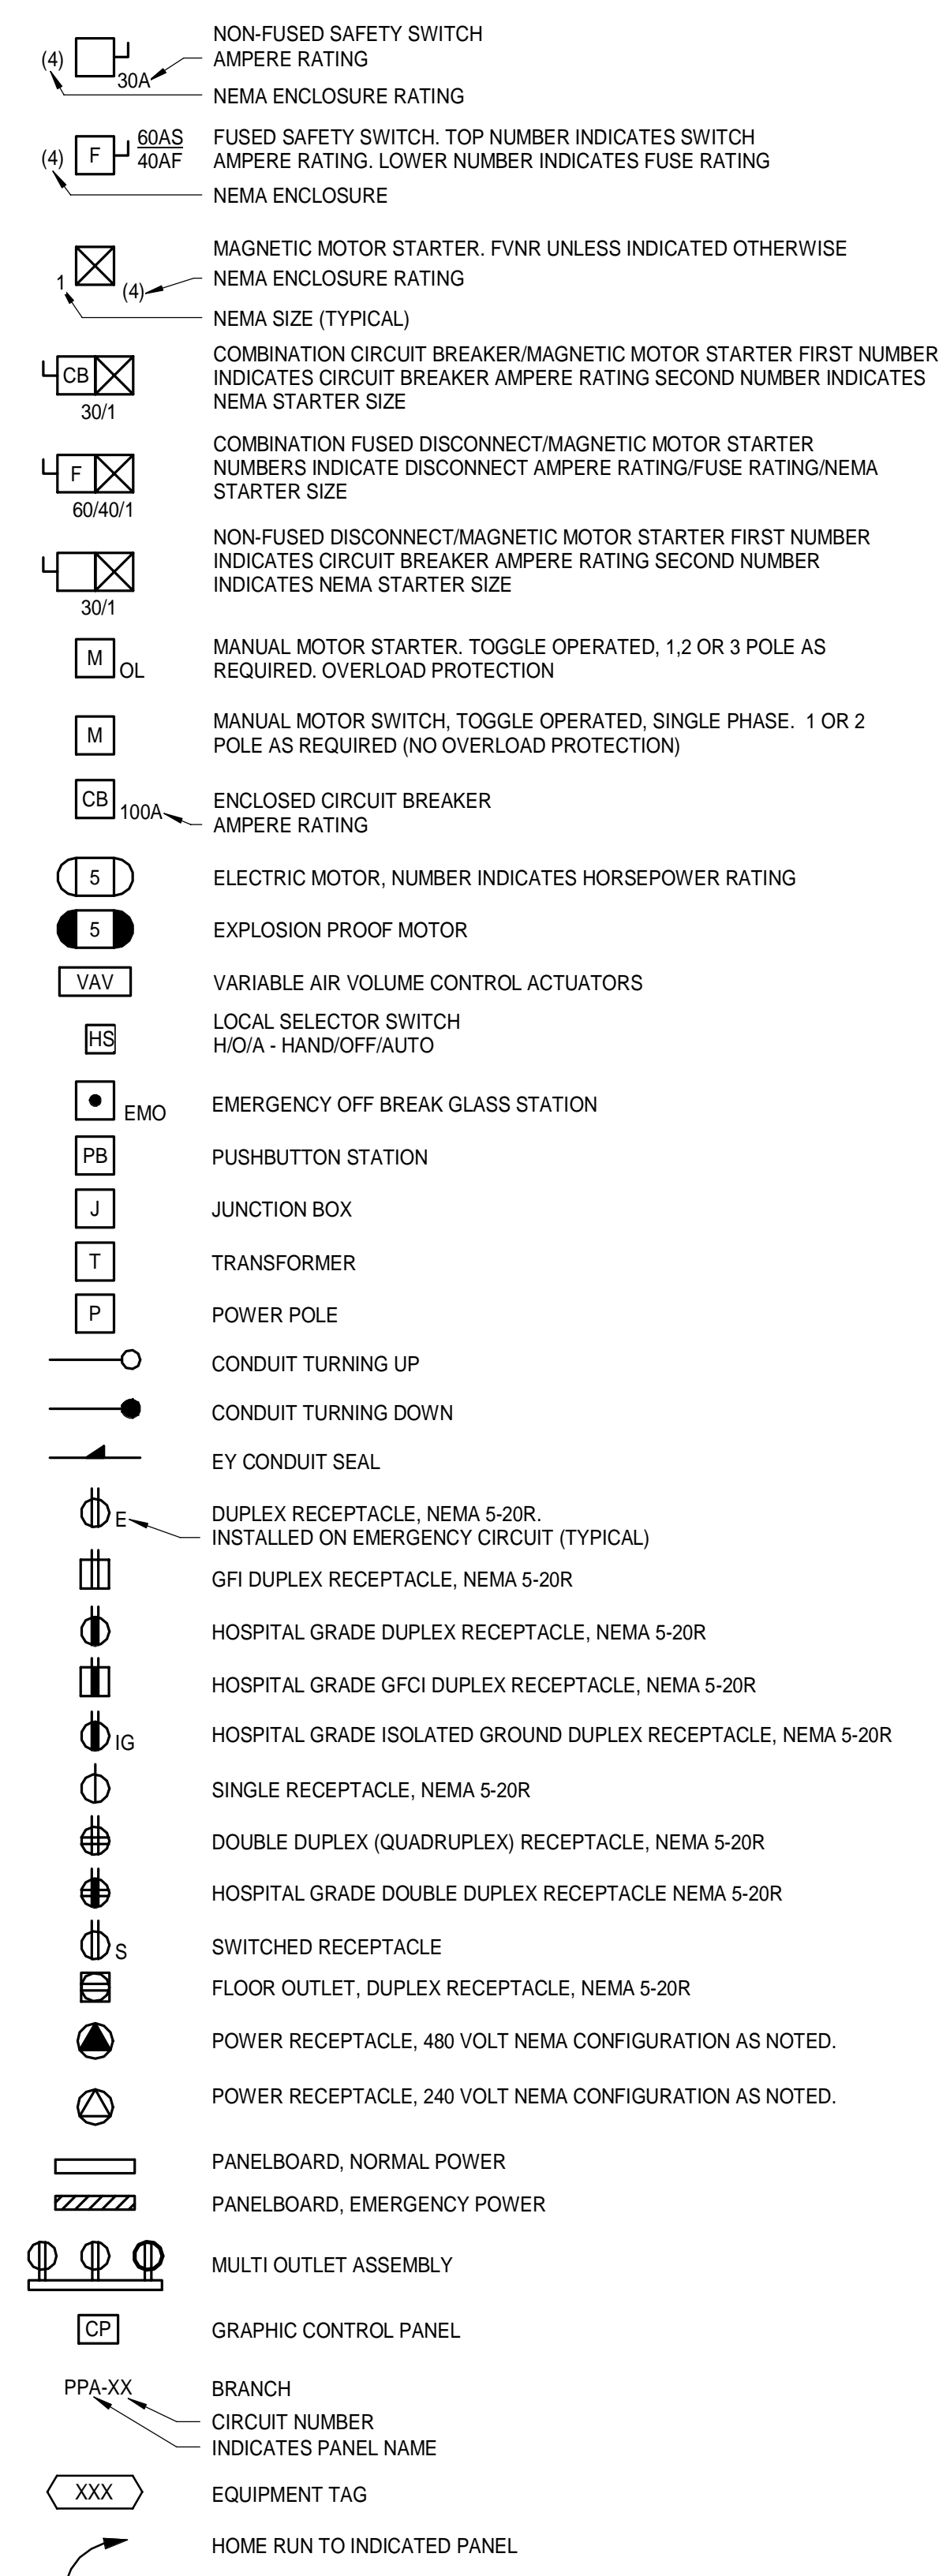 NON-FUSED SAFETY SWITCH
(4)
30A
AMPERE RATING
NEMA ENCLOSURE RATING
(4)
F
60AS
40AF
FUSED SAFETY SWITCH. TOP NUMBER INDICATES SWITCH
AMPERE RATING. LOWER NUMBER INDICATES FUSE RATING
NEMA ENCLOSURE
MAGNETIC MOTOR STARTER. FVNR UNLESS INDICATED OTHERWISE
1
(4)
NEMA ENCLOSURE RATING
NEMA SIZE (TYPICAL)
CB
30/1
COMBINATION CIRCUIT BREAKER/MAGNETIC MOTOR STARTER FIRST NUMBER
INDICATES CIRCUIT BREAKER AMPERE RATING SECOND NUMBER INDICATES
NEMA STARTER SIZE
F
60/40/1
COMBINATION FUSED DISCONNECT/MAGNETIC MOTOR STARTER
NUMBERS INDICATE DISCONNECT AMPERE RATING/FUSE RATING/NEMA
STARTER SIZE
30/1
NON-FUSED DISCONNECT/MAGNETIC MOTOR STARTER FIRST NUMBER
INDICATES CIRCUIT BREAKER AMPERE RATING SECOND NUMBER
INDICATES NEMA STARTER SIZE
M OL
MANUAL MOTOR STARTER. TOGGLE OPERATED, 1,2 OR 3 POLE AS
REQUIRED. OVERLOAD PROTECTION
M
MANUAL MOTOR SWITCH, TOGGLE OPERATED, SINGLE PHASE. 1 OR 2
POLE AS REQUIRED (NO OVERLOAD PROTECTION)
CB 100A
ENCLOSED CIRCUIT BREAKER
AMPERE RATING
5 ELECTRIC MOTOR, NUMBER INDICATES HORSEPOWER RATING
5 EXPLOSION PROOF MOTOR
VAV VARIABLE AIR VOLUME CONTROL ACTUATORS
HS
LOCAL SELECTOR SWITCH
H/O/A - HAND/OFF/AUTO
EMO EMERGENCY OFF BREAK GLASS STATION
PB PUSHBUTTON STATION
J JUNCTION BOX
T TRANSFORMER
P POWER POLE
CONDUIT TURNING UP
CONDUIT TURNING DOWN
EY CONDUIT SEAL
E DUPLEX RECEPTACLE, NEMA 5-20R.
INSTALLED ON EMERGENCY CIRCUIT (TYPICAL)
GFI DUPLEX RECEPTACLE, NEMA 5-20R
HOSPITAL GRADE DUPLEX RECEPTACLE, NEMA 5-20R
HOSPITAL GRADE GFCI DUPLEX RECEPTACLE, NEMA 5-20R
IG HOSPITAL GRADE ISOLATED GROUND DUPLEX RECEPTACLE, NEMA 5-20R
SINGLE RECEPTACLE, NEMA 5-20R
DOUBLE DUPLEX (QUADRUPLEX) RECEPTACLE, NEMA 5-20R
HOSPITAL GRADE DOUBLE DUPLEX RECEPTACLE NEMA 5-20R
S SWITCHED RECEPTACLE
FLOOR OUTLET, DUPLEX RECEPTACLE, NEMA 5-20R
POWER RECEPTACLE, 480 VOLT NEMA CONFIGURATION AS NOTED.
POWER RECEPTACLE, 240 VOLT NEMA CONFIGURATION AS NOTED.
PANELBOARD, NORMAL POWER
PANELBOARD, EMERGENCY POWER
MULTI OUTLET ASSEMBLY
CP GRAPHIC CONTROL PANEL
PPA-XX BRANCH
CIRCUIT NUMBER
INDICATES PANEL NAME
XXX EQUIPMENT TAG
HOME RUN TO INDICATED PANEL